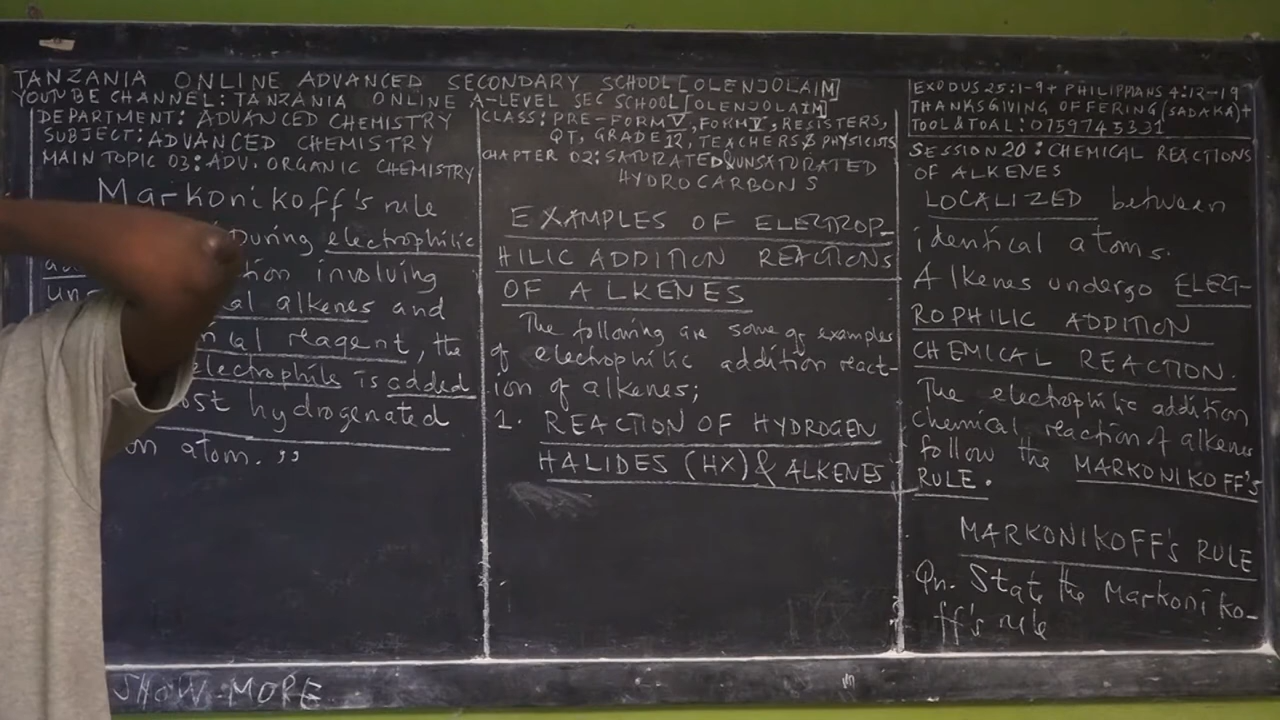 TANZANIA ONLINE ADVANCED SECONDARY SCHOOL [OLENJOLAIM]
YOUTUBE CHANNEL: TANZANIA ONLINE A-LEVEL SEC SCHOOL [OLENJOLAIM]
DEPARTMENT: ADVANCED CHEMISTRY
SUBJECT: ADVANCED CHEMISTRY
MAIN TOPIC 03: ADV. ORGANIC CHEMISTRY
Markonikoff's rule
During electrophilic
involving
alkenes and
reagent, the
electrophile is added
hydrogenated
atom.,,
SHOW MORE
CLASS: PRE-FORM V, FORM V, RESISTERS,
QT, GRADE 12, TEACHERS & PHYSICISTS
CHAPTER 02: SATURATED & UNSATURATED
HYDROCARBONS
EXAMPLES OF ELECTROP-
HILIC ADDITION REACTIONS
OF ALKENES
The following are some of examples
of electrophilic addition react-
ion of alkenes;
1. REACTION OF HYDROGEN
HALIDES (HX) & ALKENES
EXODUS 25:1-9 + PHILIPPIANS 4:12-19
THANKSGIVING OFFERING (SADAKA) +
TOOL & TOAL: 0759745331
SESSION 20: CHEMICAL REACTIONS
OF ALKENES
LOCALIZED between
identical atoms.
Alkenes undergo ELECT-
ROPHILIC ADDITION
CHEMICAL REACTION.
The electrophilic addition
chemical reaction of alkenes
follow the MARKONIKOFF'S
RULE.
MARKONIKOFF'S RULE
Qn. State the Markoniko-
ff's rule